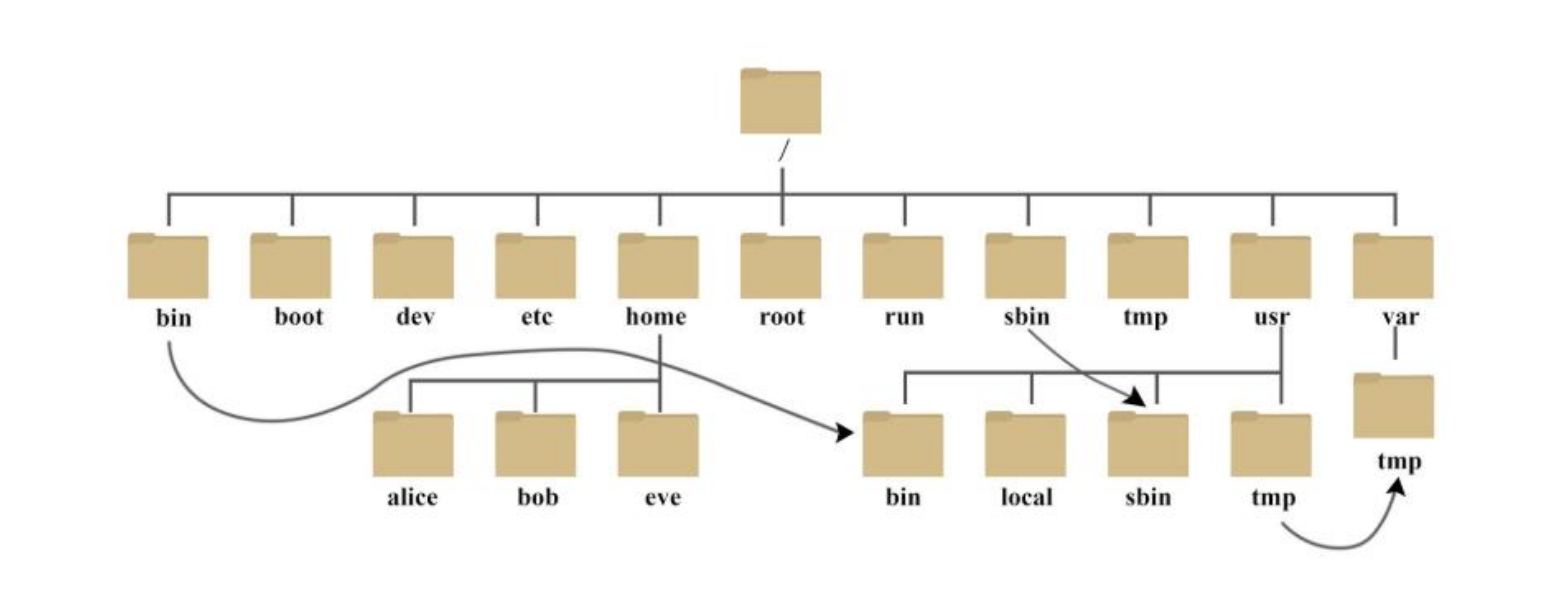 /
bin boot dev etc home root run sbin tmp usr var
tmp
alice bob eve bin local sbin tmp